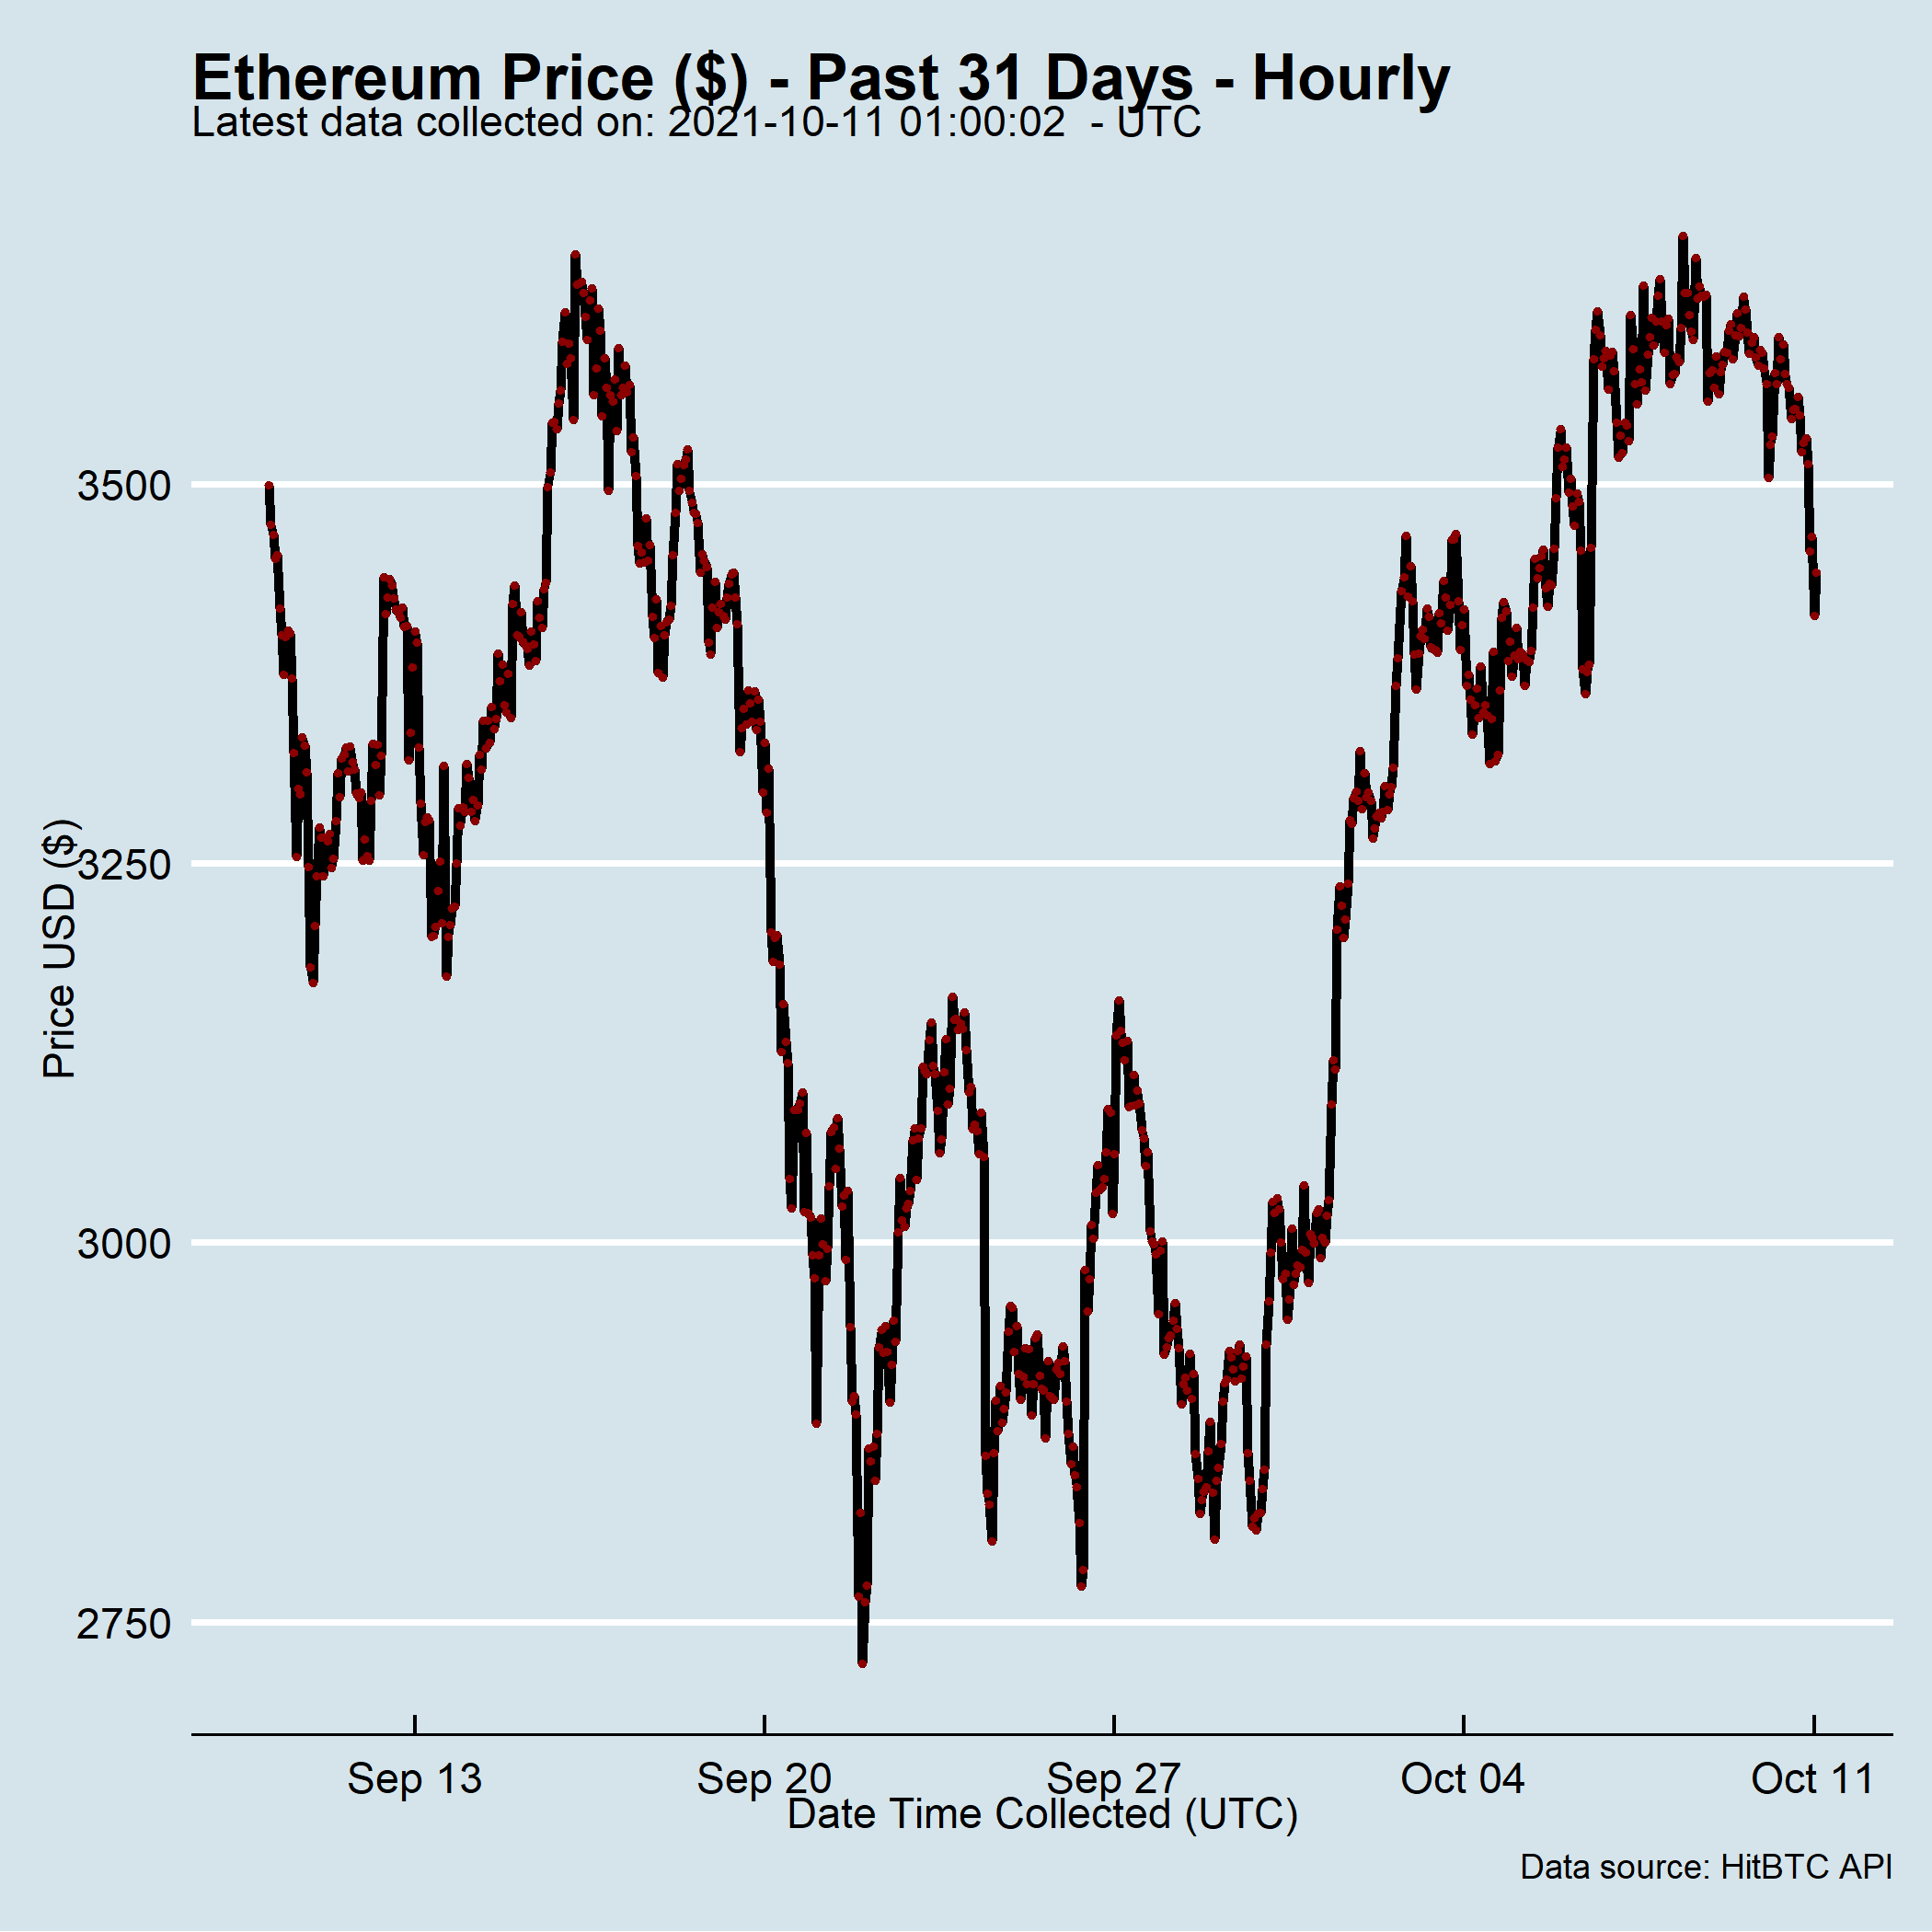 Ethereum Price ($) - Past 31 Days - Hourly
Latest data collected on: 2021-10-11 01:00:02  - UTC
Price USD ($)
3500
3250
3000
2750
Sep 13
Sep 20
Sep 27
Oct 04
Oct 11
Date Time Collected (UTC)
Data source: HitBTC API